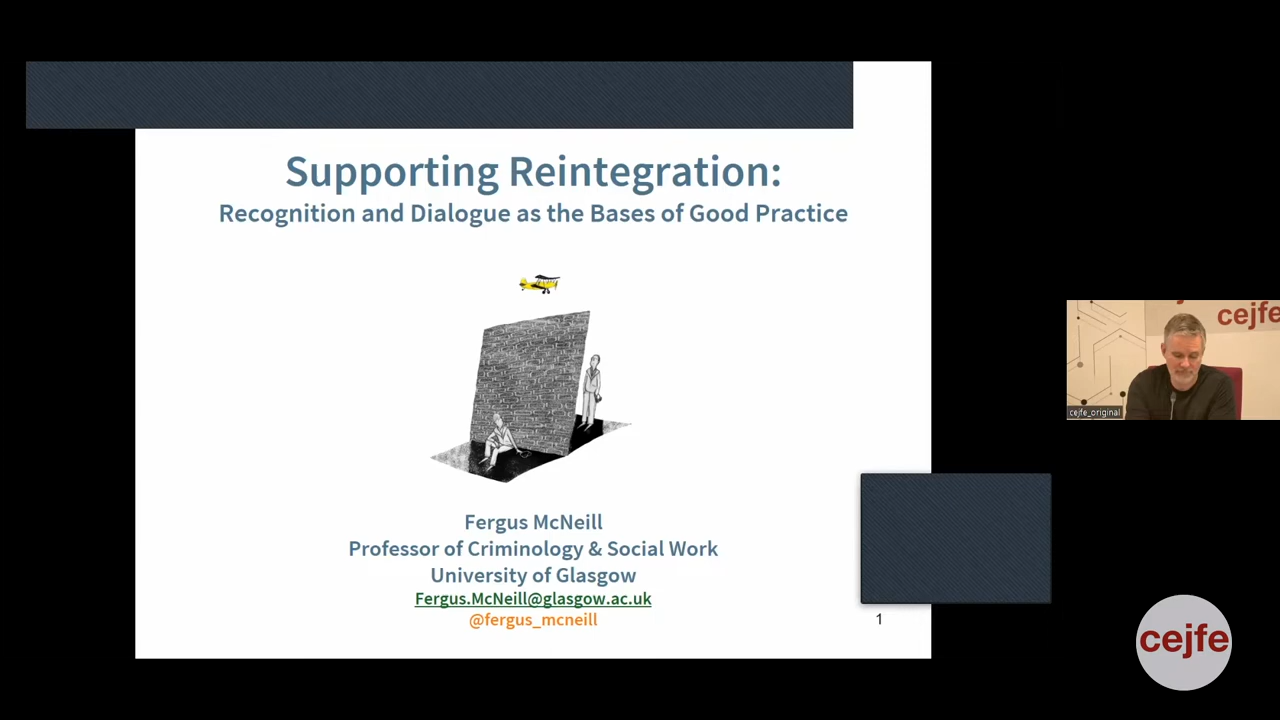 Supporting Reintegration:
Recognition and Dialogue as the Bases of Good Practice
Fergus McNeill
Professor of Criminology & Social Work
University of Glasgow
Fergus.McNeill@glasgow.ac.uk
@fergus_mcneill
1
cejfe
cejfe_original
cejfe